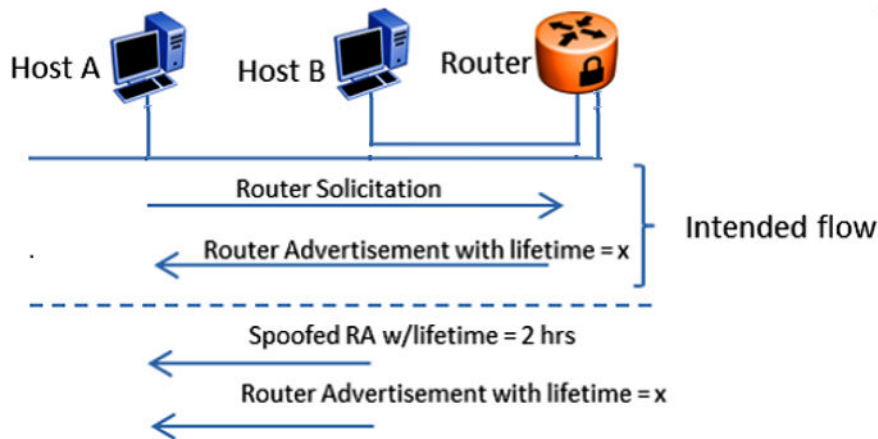 Host A
Host B
Router
Router Solicitation
Router Advertisement with lifetime = x
Intended flow
.
Spoofed RA w/lifetime = 2 hrs
Router Advertisement with lifetime = x